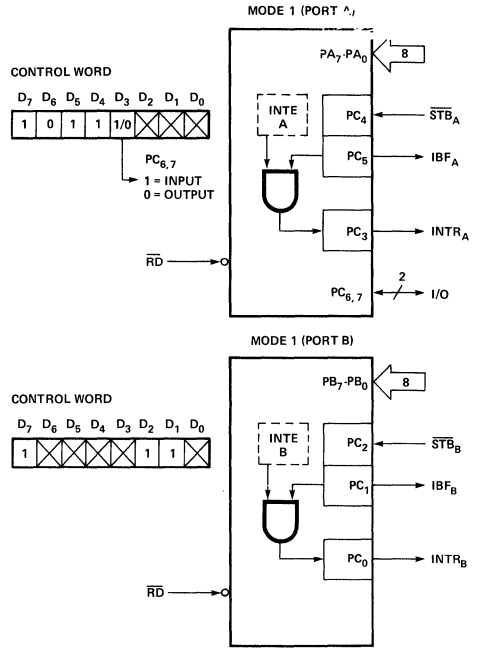 MODE 1 (PORT
PA7-PA0
8
CONTROL WORD
D7 D6 D5 D4 D3 D2 D1 D0
1 0 1 1 1/0
PC6,7
1 = INPUT
0 = OUTPUT
INTE
A
PC4
STBA
PC5
IBFA
PC3
INTRA
RD
PC6, 7
2
I/O
MODE 1 (PORT B)
PB7-PB0
8
CONTROL WORD
D7 D6 D5 D4 D3 D2 D1 D0
1 1 1
INTE
B
PC2
STBB
PC1
IBFB
PC0
INTRB
RD